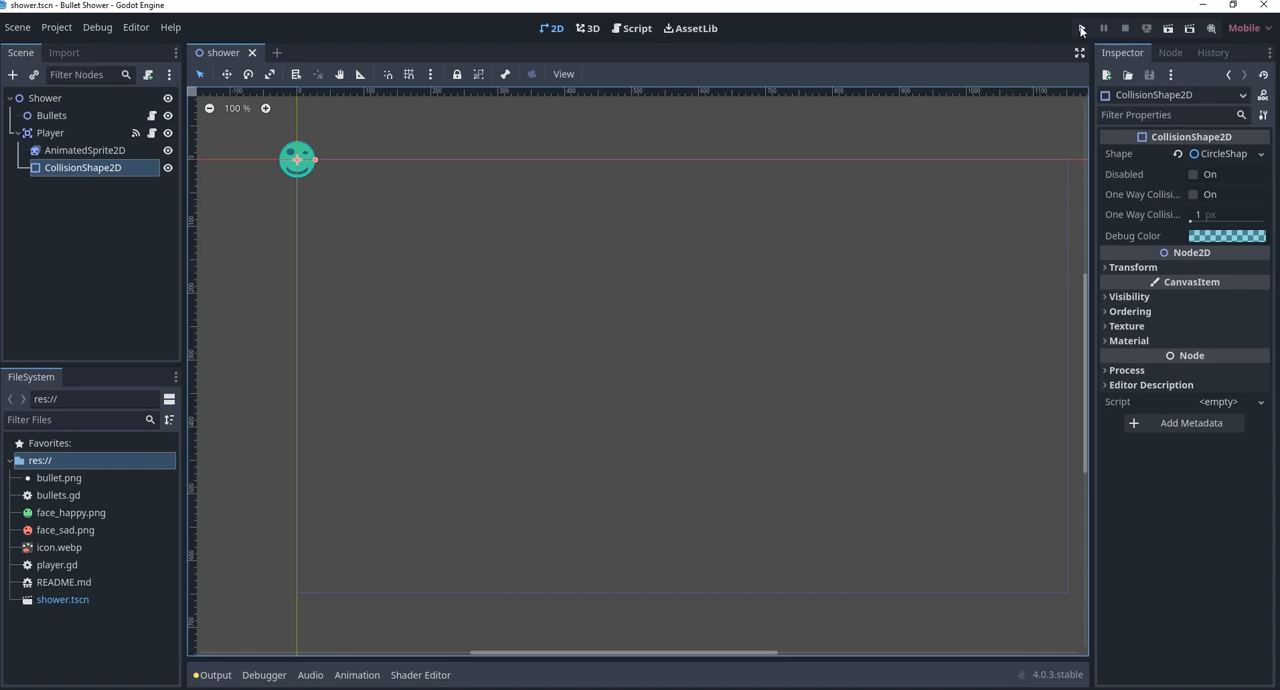 shower.tscn - Bullet Shower - Godot Engine
Scene Project Debug Editor Help
2D 3D Script AssetLib
Mobile
Scene Import
Filter Nodes
Shower
Bullets
Player
AnimatedSprite2D
CollisionShape2D
FileSystem
res://
Filter Files
Favorites:
res://
bullet.png
bullets.gd
face_happy.png
face_sad.png
icon.webp
player.gd
README.md
shower.tscn
shower
View
100 %
Output Debugger Audio Animation Shader Editor
4.0.3.stable
Inspector Node History
CollisionShape2D
Filter Properties
CollisionShape2D
Shape CircleShap
Disabled On
One Way Collisi... On
One Way Collisi... 1 px
Debug Color
Node2D
Transform
CanvasItem
Visibility
Ordering
Texture
Material
Node
Process
Editor Description
Script <empty>
Add Metadata